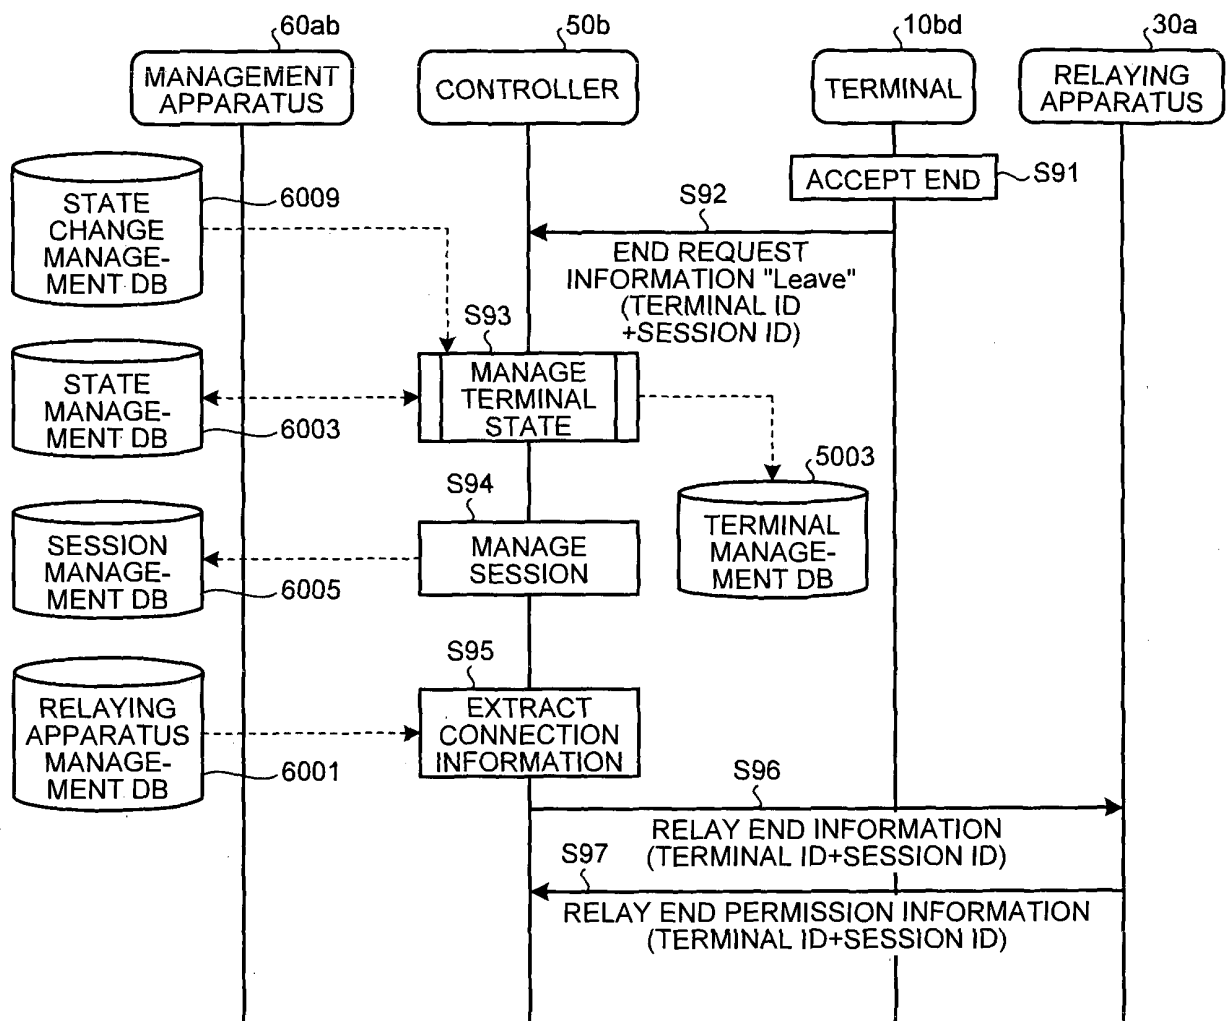 60ab
50b
10bd
30a
MANAGEMENT
APPARATUS
CONTROLLER
TERMINAL
RELAYING
APPARATUS
ACCEPT END
S91
STATE
CHANGE
MANAGE-
MENT DB
6009
S92
END REQUEST
INFORMATION "Leave"
(TERMINAL ID
+SESSION ID)
S93
STATE
MANAGE-
MENT DB
6003
MANAGE
TERMINAL
STATE
5003
TERMINAL
MANAGE-
MENT DB
S94
SESSION
MANAGE-
MENT DB
6005
MANAGE
SESSION
S95
RELAYING
APPARATUS
MANAGE-
MENT DB
6001
EXTRACT
CONNECTION
INFORMATION
S96
RELAY END INFORMATION
(TERMINAL ID+SESSION ID)
S97
RELAY END PERMISSION INFORMATION
(TERMINAL ID+SESSION ID)